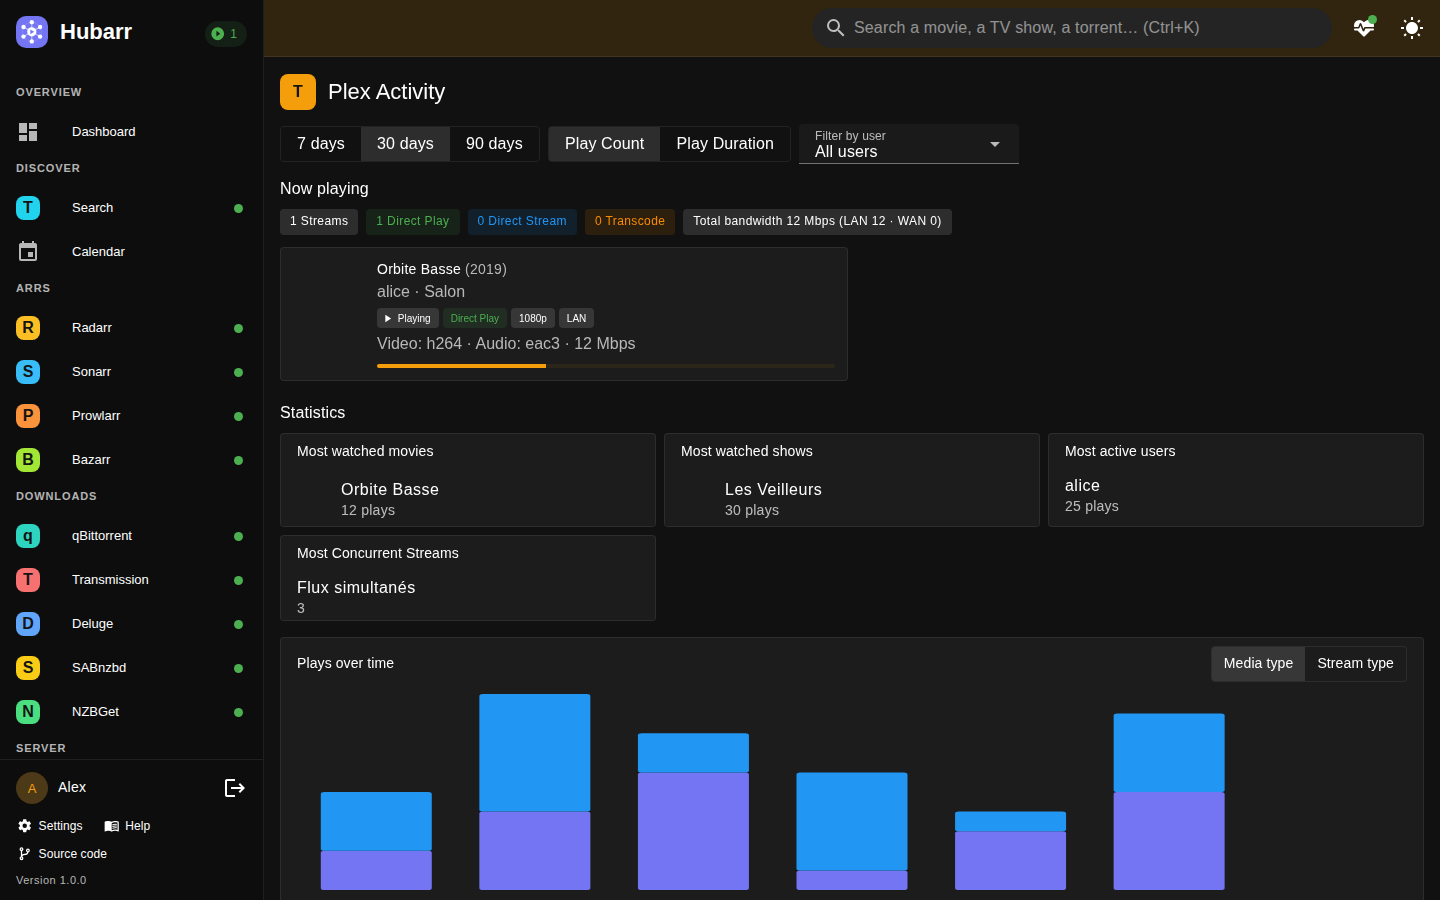 Hubarr
1
OVERVIEW
Dashboard
DISCOVER
T Search
Calendar
ARRS
R Radarr
S Sonarr
P Prowlarr
B Bazarr
DOWNLOADS
q qBittorrent
T Transmission
D Deluge
S SABnzbd
N NZBGet
SERVER
A Alex
Settings Help
Source code
Version 1.0.0
Search a movie, a TV show, a torrent… (Ctrl+K)
T Plex Activity
7 days 30 days 90 days Play Count Play Duration
Filter by user
All users
Now playing
1 Streams 1 Direct Play 0 Direct Stream 0 Transcode Total bandwidth 12 Mbps (LAN 12 · WAN 0)
Orbite Basse (2019)
alice · Salon
Playing Direct Play 1080p LAN
Video: h264 · Audio: eac3 · 12 Mbps
Statistics
Most watched movies
Orbite Basse
12 plays
Most watched shows
Les Veilleurs
30 plays
Most active users
alice
25 plays
Most Concurrent Streams
Flux simultanés
3
Plays over time
Media type Stream type